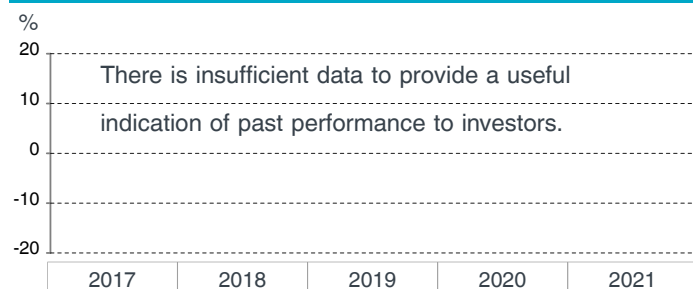 %
20
There is insufficient data to provide a useful
10
indication of past performance to investors.
0
-10
-20
2017 2018 2019 2020 2021